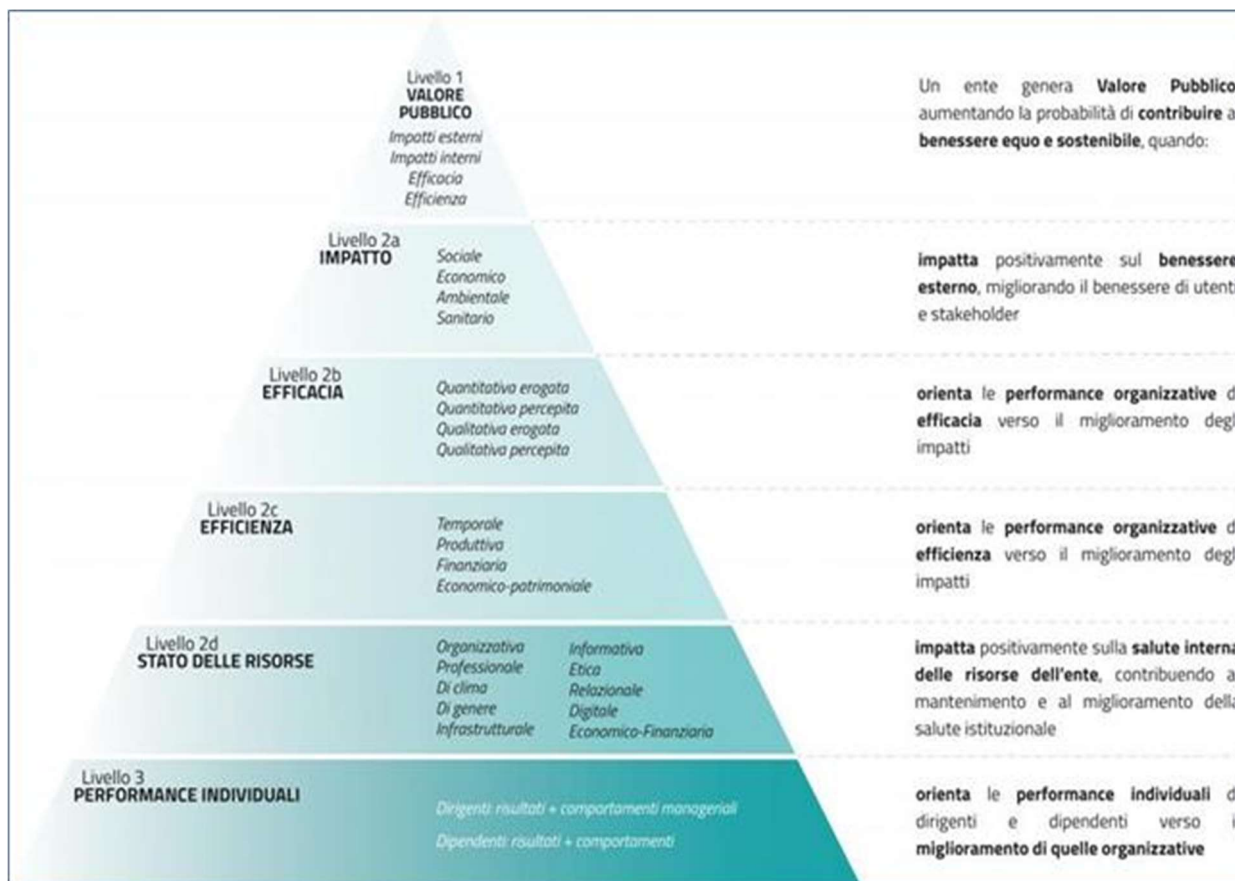 Livello 1
VALORE
PUBBLICO
Impatti esterni
Impatti interni
Efficacia
Efficienza
Un ente genera Valore Pubblico
aumentando la probabilità di contribuire a
benessere equo e sostenibile, quando:
Livello 2a
IMPATTO
Sociale
Economico
Ambientale
Sanitario
impatta positivamente sul benessere
esterno, migliorando il benessere di utenti
e stakeholder
Livello 2b
EFFICACIA
Quantitativa erogata
Quantitativa percepita
Qualitativa erogata
Qualitativa percepita
orienta le performance organizzative d
efficacia verso il miglioramento degl
impatti
Livello 2c
EFFICIENZA
Temporale
Produttiva
Finanziaria
Economico-patrimoniale
orienta le performance organizzative d
efficienza verso il miglioramento degl
impatti
Livello 2d
STATO DELLE RISORSE
Organizzativa
Professionale
Di clima
Di genere
Infrastrutturale
Informativa
Etica
Relazionale
Digitale
Economico-Finanziaria
impatta positivamente sulla salute interna
delle risorse dell'ente, contribuendo a
mantenimento e al miglioramento della
salute istituzionale
Livello 3
PERFORMANCE INDIVIDUALI
Dirigenti: risultati + comportamenti manageriali
Dipendenti: risultati + comportamenti
orienta le performance individuali d
dirigenti e dipendenti verso i
miglioramento di quelle organizzative